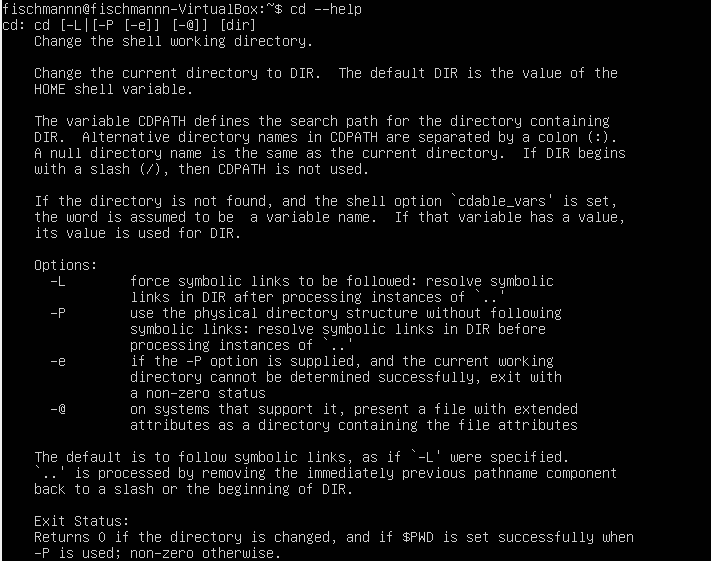 fischmannn@fischmannn-VirtualBox:~$ cd --help
cd: cd [-L|[-P [-e]] [-@]] [dir]
    Change the shell working directory.

    Change the current directory to DIR.  The default DIR is the value of the
    HOME shell variable.

    The variable CDPATH defines the search path for the directory containing
    DIR.  Alternative directory names in CDPATH are separated by a colon (:).
    A null directory name is the same as the current directory.  If DIR begins
    with a slash (/), then CDPATH is not used.

    If the directory is not found, and the shell option `cdable_vars' is set,
    the word is assumed to be  a variable name.  If that variable has a value,
    its value is used for DIR.

    Options:
      -L        force symbolic links to be followed: resolve symbolic
                links in DIR after processing instances of `..'
      -P        use the physical directory structure without following
                symbolic links: resolve symbolic links in DIR before
                processing instances of `..'
      -e        if the -P option is supplied, and the current working
                directory cannot be determined successfully, exit with
                a non-zero status
      -@        on systems that support it, present a file with extended
                attributes as a directory containing the file attributes

    The default is to follow symbolic links, as if `-L' were specified.
    `..' is processed by removing the immediately previous pathname component
    back to a slash or the beginning of DIR.

    Exit Status:
    Returns 0 if the directory is changed, and if $PWD is set successfully when
    -P is used; non-zero otherwise.